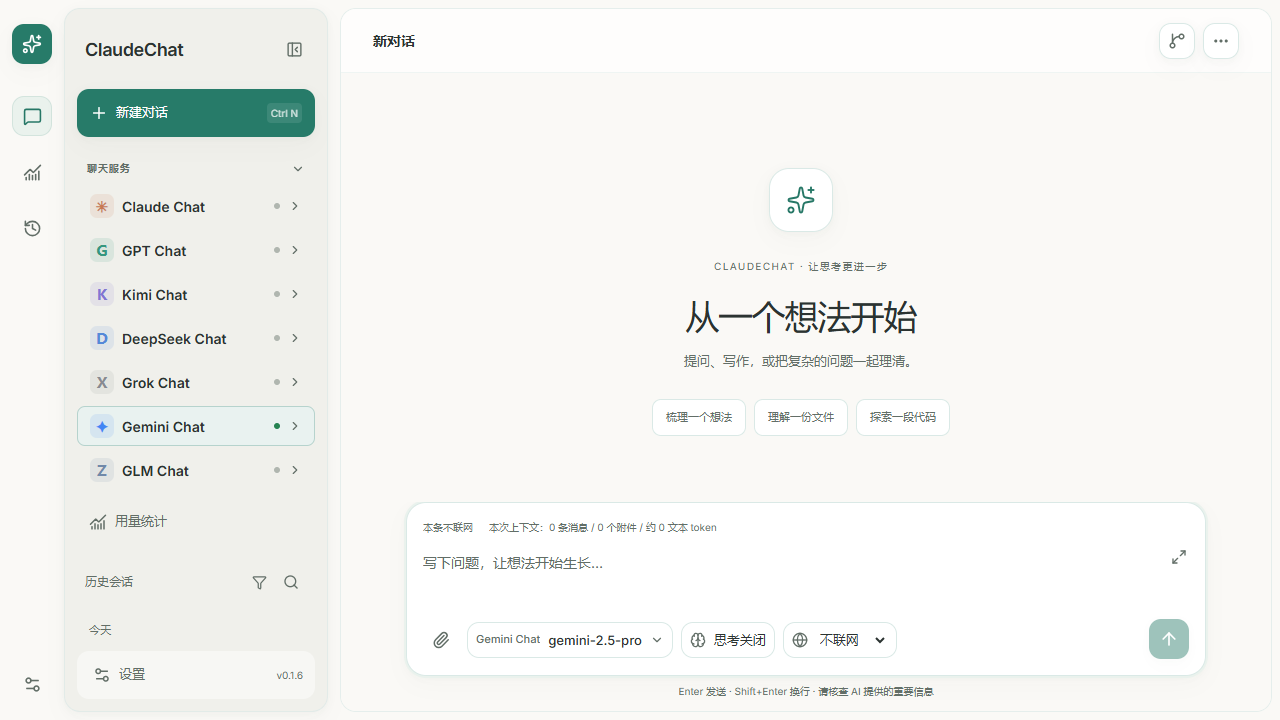 ClaudeChat
新建对话
Ctrl N
聊天服务
Claude Chat
G
GPT Chat
K
Kimi Chat
D
DeepSeek Chat
X
Grok Chat
Gemini Chat
Z
GLM Chat
用量统计
历史会话
今天
设置
v0.1.6
新对话
CLAUDECHAT · 让思考更进一步
从一个想法开始
提问、写作，或把复杂的问题一起理清。
梳理一个想法
理解一份文件
探索一段代码
本条不联网 本次上下文：0 条消息 / 0 个附件 / 约 0 文本 token
写下问题，让想法开始生长...
Gemini Chat gemini-2.5-pro
思考关闭
不联网
Enter 发送 · Shift+Enter 换行 · 请核查 AI 提供的重要信息